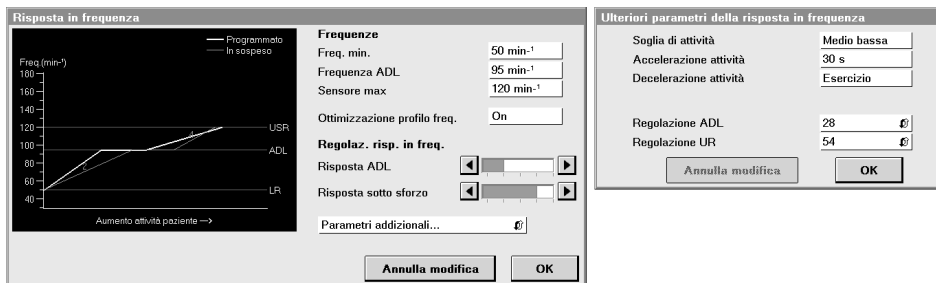 Risposta in frequenza
Programmato
In sospeso
Freq.(min-¹)
180
160
140
120
100
80
60
40
USR
ADL
LR
2
4
Aumento attività paziente —>
Frequenze
Freq. min. 50 min-¹
Frequenza ADL 95 min-¹
Sensore max 120 min-¹
Ottimizzazione profilo freq. On
Regolaz. risp. in freq.
Risposta ADL
Risposta sotto sforzo
Parametri addizionali...
Annulla modifica OK
Ulteriori parametri della risposta in frequenza
Soglia di attività Medio bassa
Accelerazione attività 30 s
Decelerazione attività Esercizio
Regolazione ADL 28
Regolazione UR 54
Annulla modifica OK